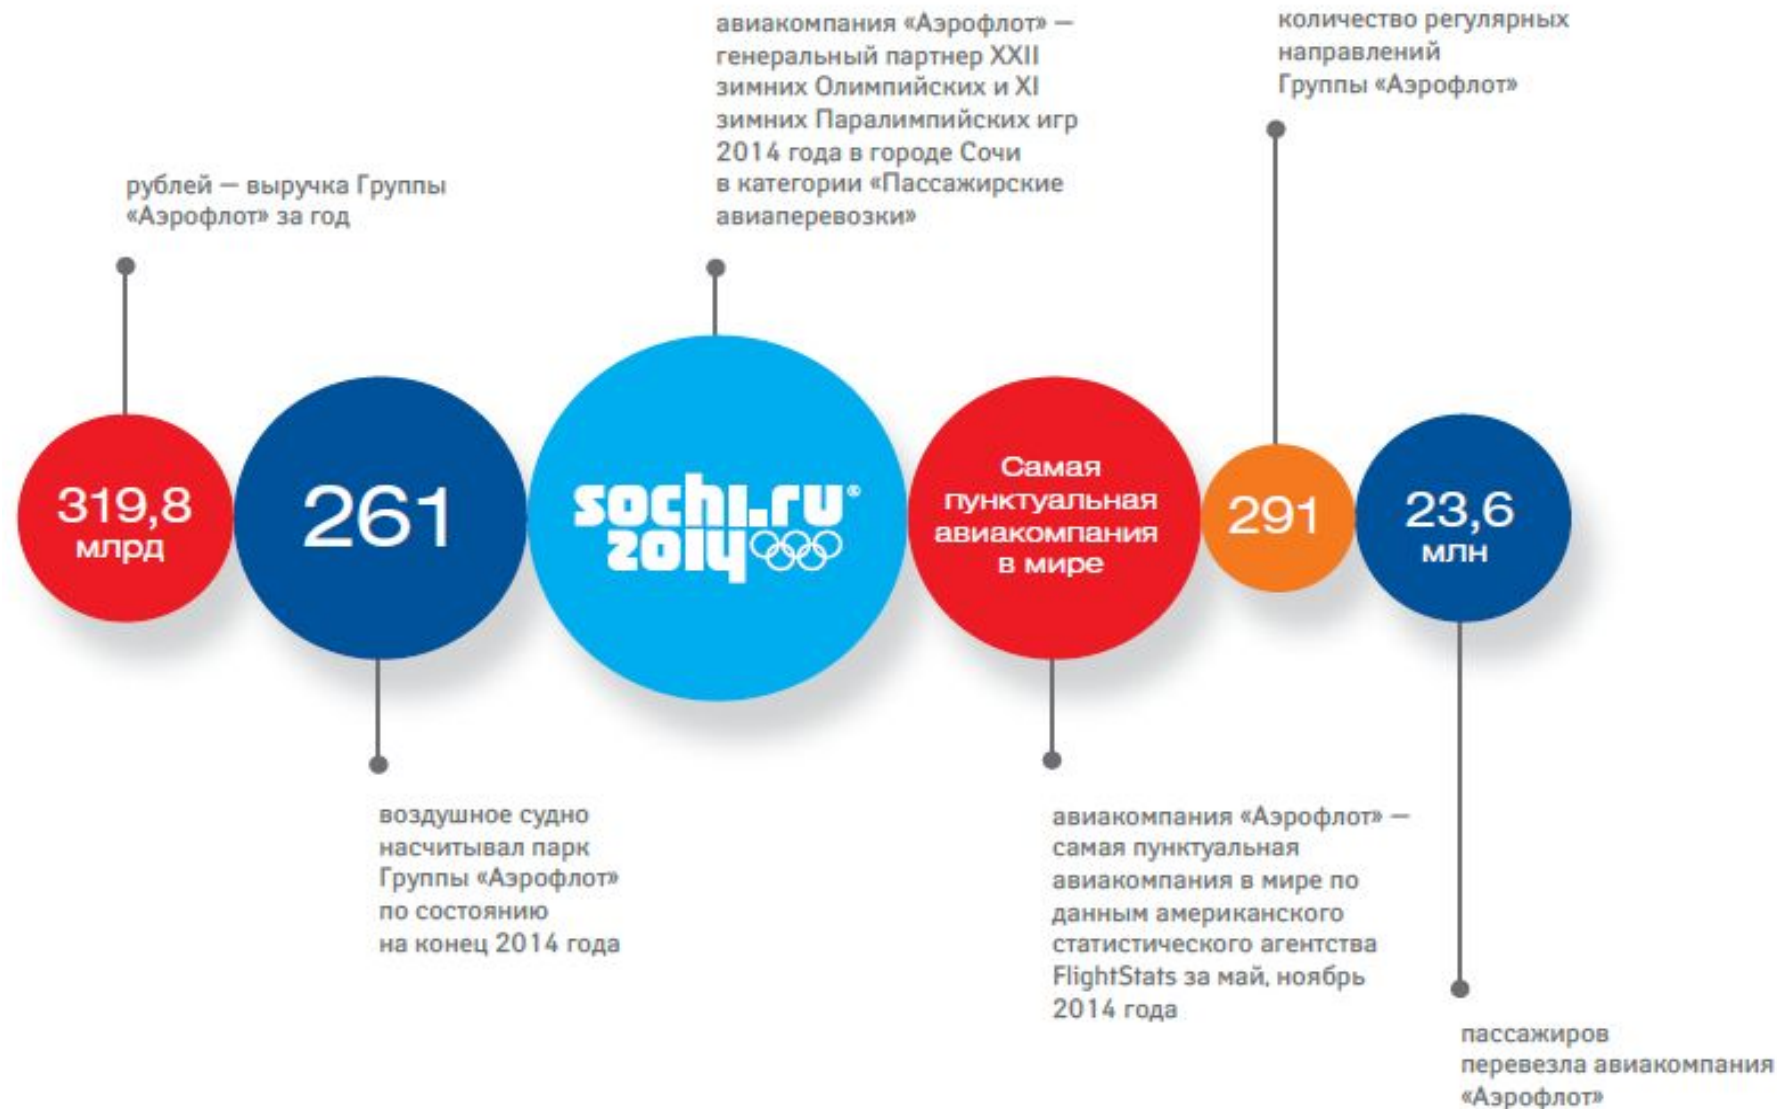 авиакомпания «Аэрофлот» —
генеральный партнер XXII
зимних Олимпийских и XI
зимних Паралимпийских игр
2014 года в городе Сочи
в категории «Пассажирские
авиаперевозки»
количество регулярных
направлений
Группы «Аэрофлот»
рублей — выручка Группы
«Аэрофлот» за год
319,8
млрд
261
sochi.ru®
2014
Самая
пунктуальная
авиакомпания
в мире
291
23,6
млн
воздушное судно
насчитывал парк
Группы «Аэрофлот»
по состоянию
на конец 2014 года
авиакомпания «Аэрофлот» —
самая пунктуальная
авиакомпания в мире по
данным американского
статистического агентства
FlightStats за май, ноябрь
2014 года
пассажиров
перевезла авиакомпания
«Аэрофлот»